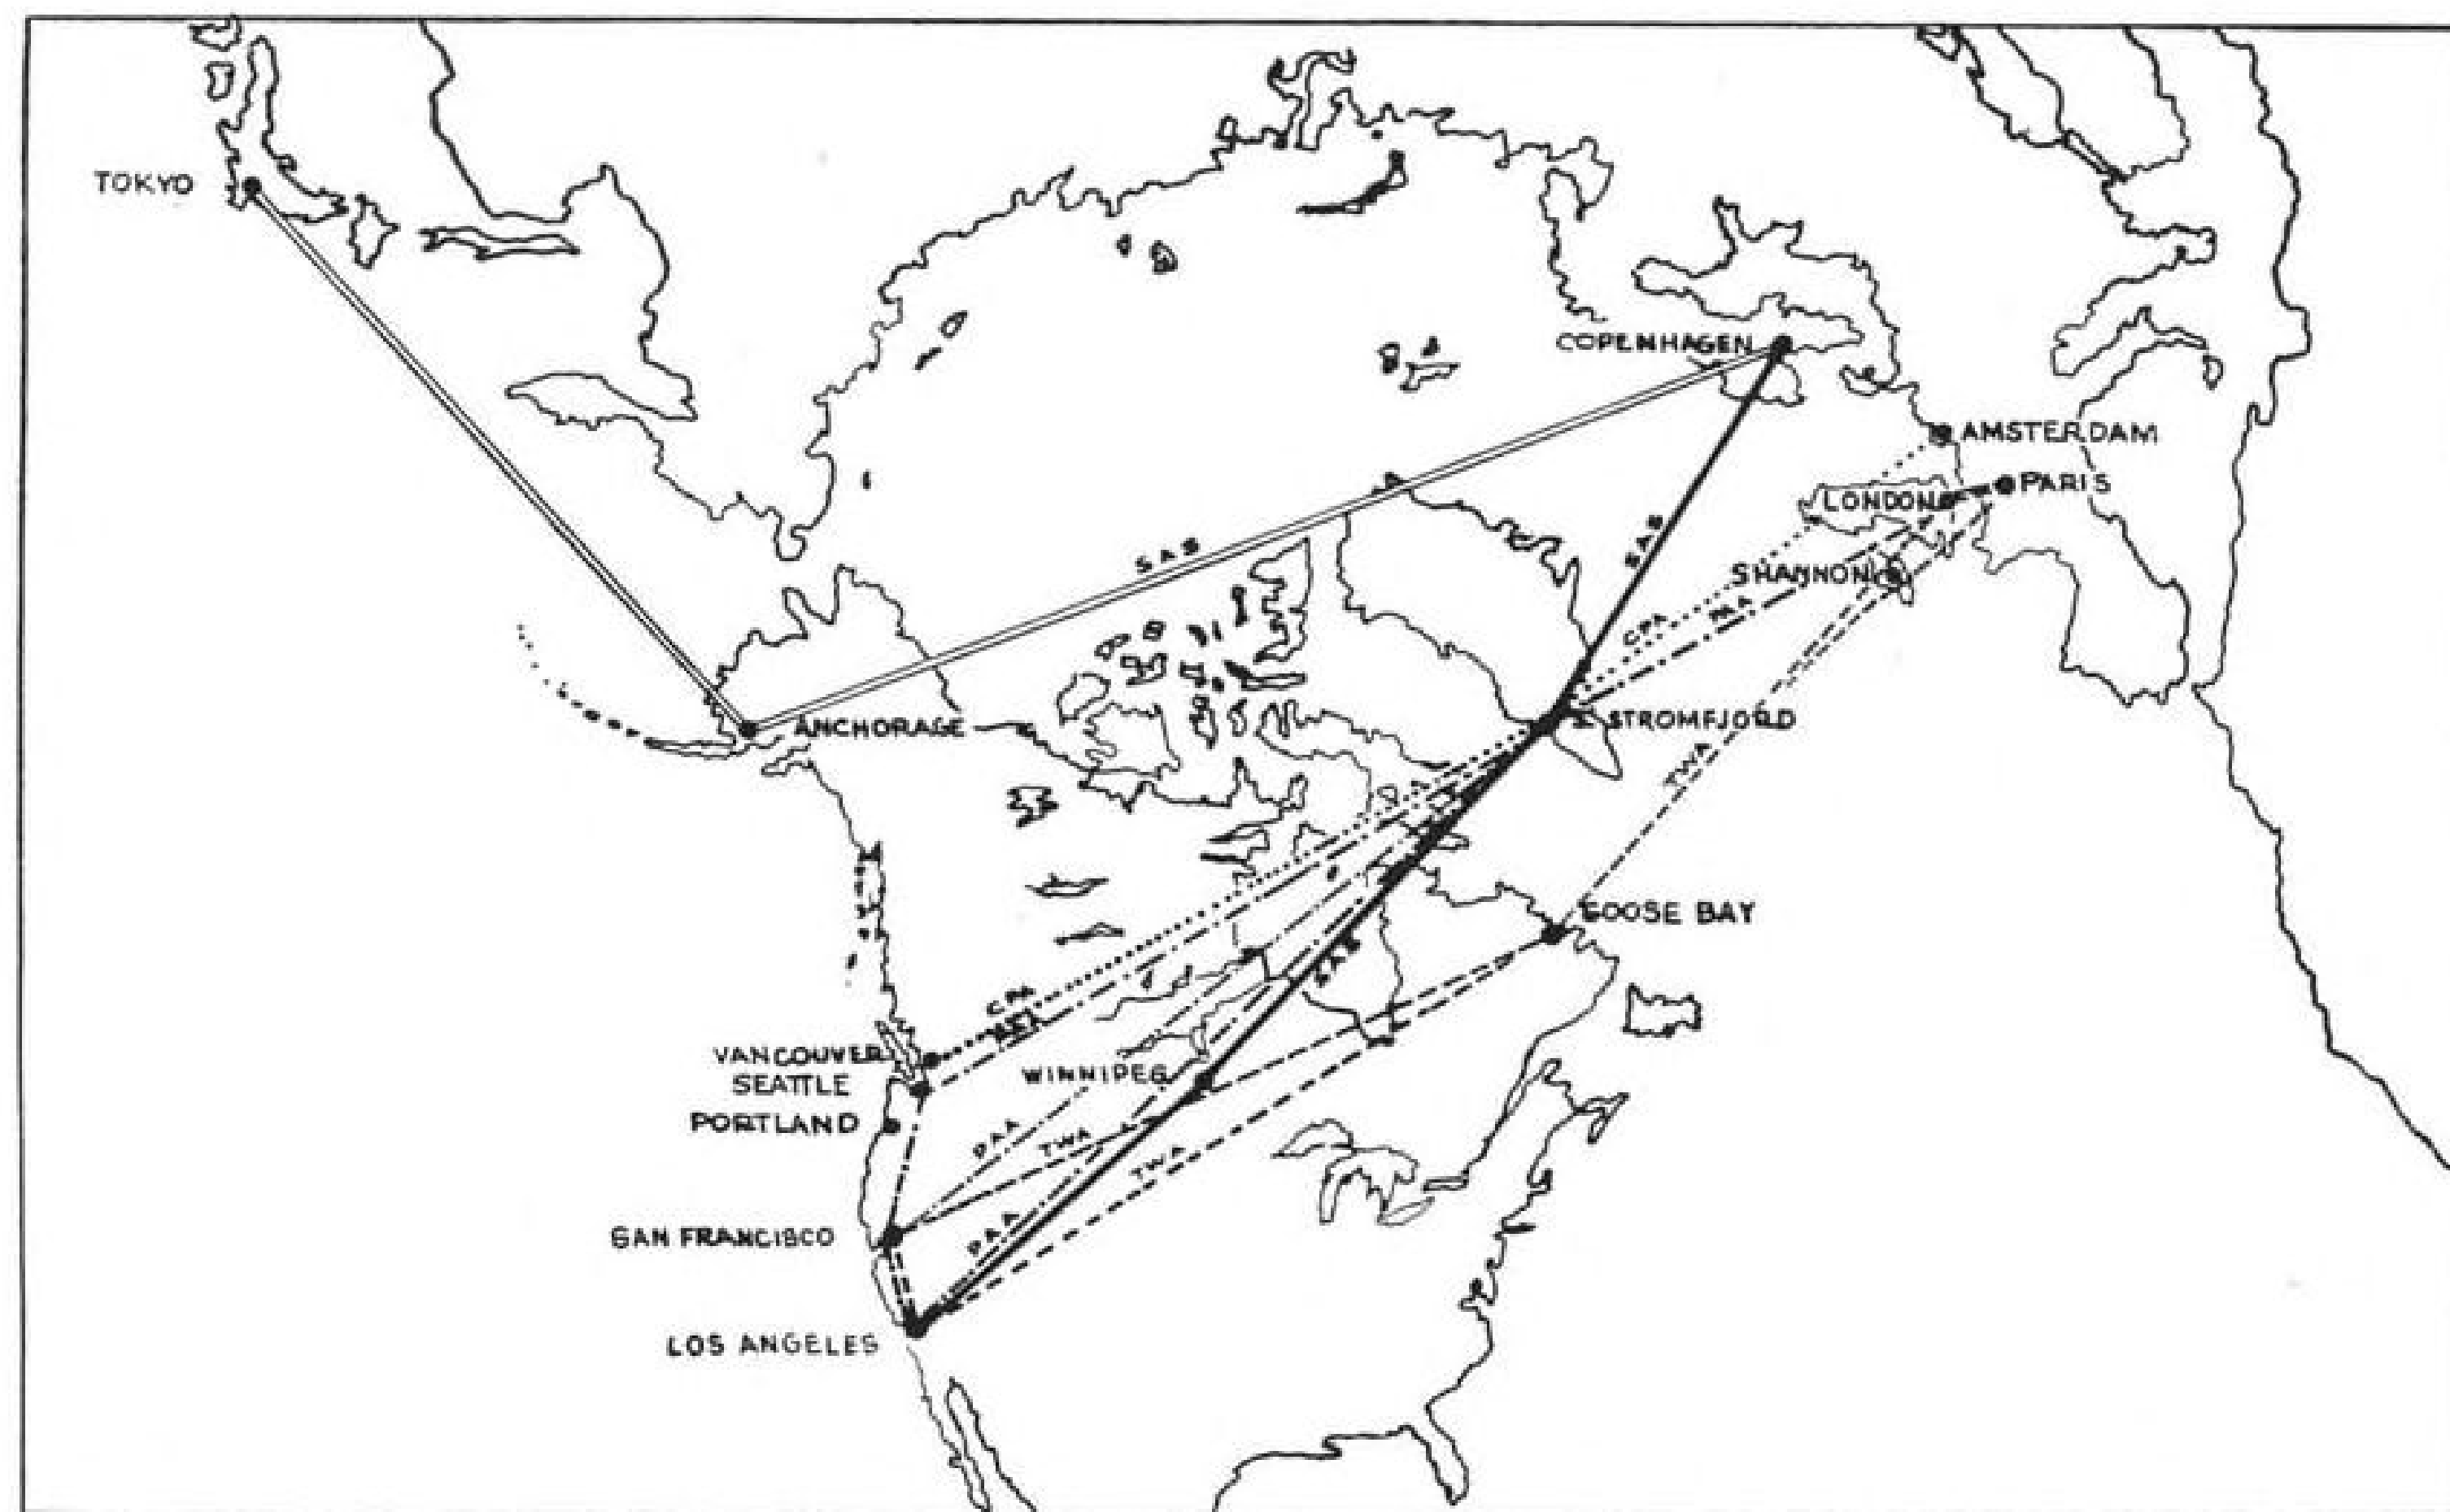 TOKYO
COPENHAGEN
AMSTERDAM
LONDON
PARIS
SAS
SAS
SHANNON
CPA
PAA
ANCHORAGE
STROMFJORD
TWA
GOOSE BAY
SAS
CPA
VANCOUVER
WINNIPEG
SEATTLE
PORTLAND
PAA
TWA
TWA
PAA
SAN FRANCISCO
LOS ANGELES